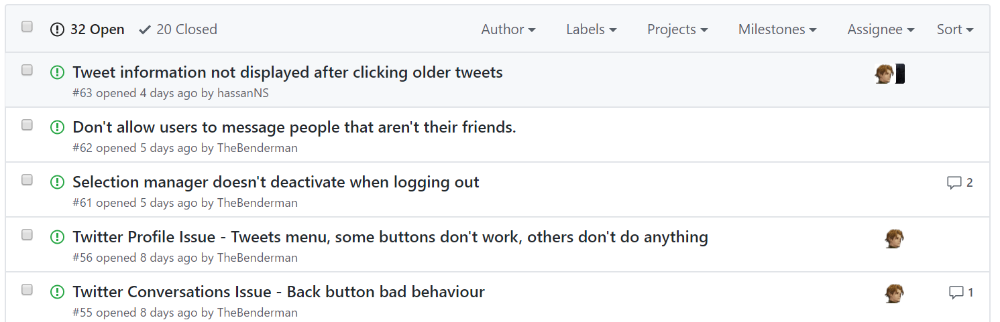 32 Open 20 Closed Author Labels Projects Milestones Assignee Sort
Tweet information not displayed after clicking older tweets
#63 opened 4 days ago by hassanNS
Don't allow users to message people that aren't their friends.
#62 opened 5 days ago by TheBenderman
Selection manager doesn't deactivate when logging out 2
#61 opened 5 days ago by TheBenderman
Twitter Profile Issue - Tweets menu, some buttons don't work, others don't do anything
#56 opened 8 days ago by TheBenderman
Twitter Conversations Issue - Back button bad behaviour 1
#55 opened 8 days ago by TheBenderman